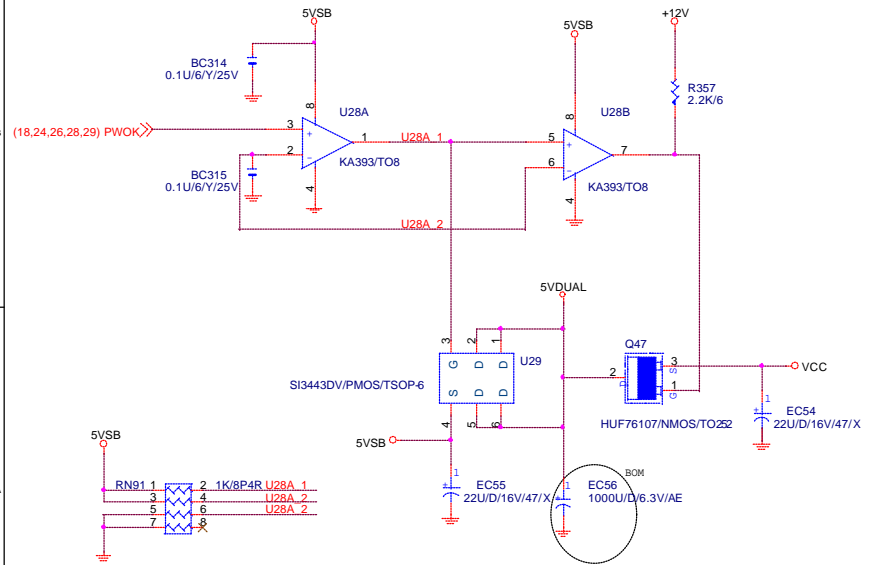 5VSB
5VSB
+12V
BC314
0.1U/6/Y/25V
R357
2.2K/6
8
U28A
8
U28B
(18,24,26,28,29) PWOK
3
+
1
U28A_1
5
+
7
2
-
6
-
KA393/TO8
KA393/TO8
BC315
0.1U/6/Y/25V
4
4
U28A_2
5VDUAL
3
2
1
U29
Q47
G
D
D
2
D
3
S
VCC
SI3443DV/PMOS/TSOP-6
S
D
D
1
G
1
+
EC54
22U/D/16V/47/X
HUF76107/NMOS/TO252
4
5
6
5VSB
5VSB
BOM
1
+
EC55
22U/D/16V/47/X
1
+
EC56
1000U/D/6.3V/AE
RN91
1
2
1K/8P4R
U28A_1
3
4
U28A_2
5
6
U28A_2
7
8